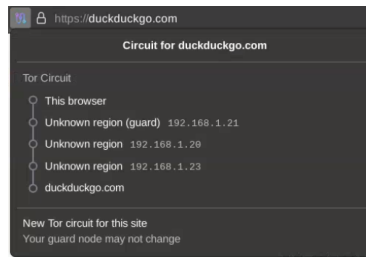 https://duckduckgo.com
Circuit for duckduckgo.com
Tor Circuit
This browser
Unknown region (guard) 192.168.1.21
Unknown region 192.168.1.20
Unknown region 192.168.1.23
duckduckgo.com
New Tor circuit for this site
Your guard node may not change